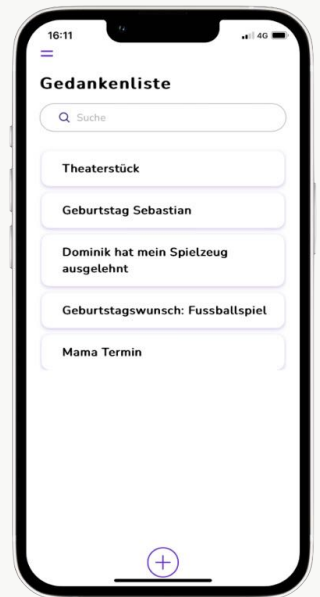 16:11
4G
Gedankenliste
Suche
Theaterstück
Geburtstag Sebastian
Dominik hat mein Spielzeug
ausgelehnt
Geburtstagswunsch: Fussballspiel
Mama Termin